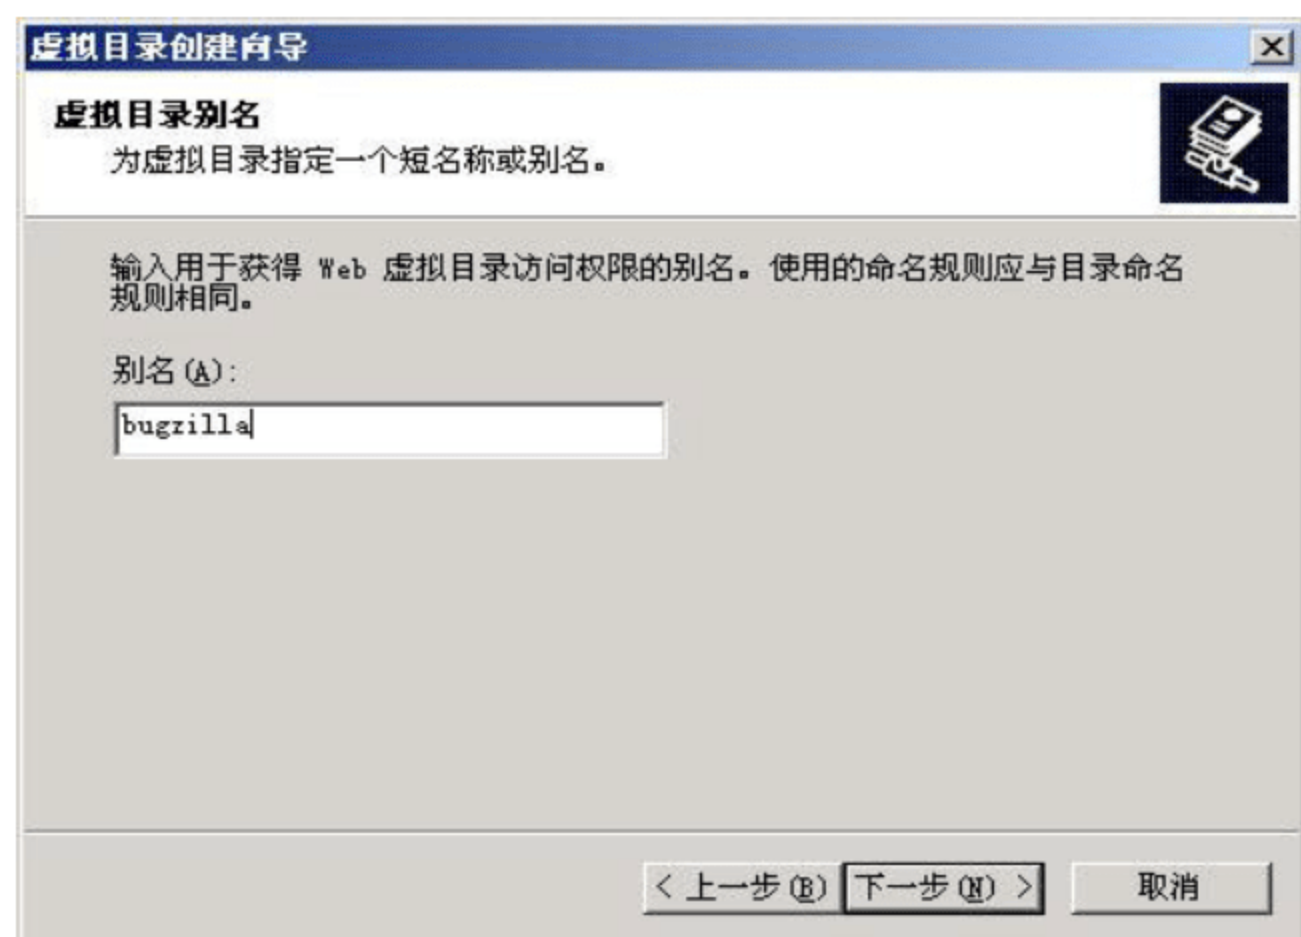 虚拟目录创建向导
虚拟目录别名
为虚拟目录指定一个短名称或别名。
输入用于获得 Web 虚拟目录访问权限的别名。使用的命名规则应与目录命名
规则相同。
别名(A):
bugzilla
< 上一步(B) 下一步(N) > 取消